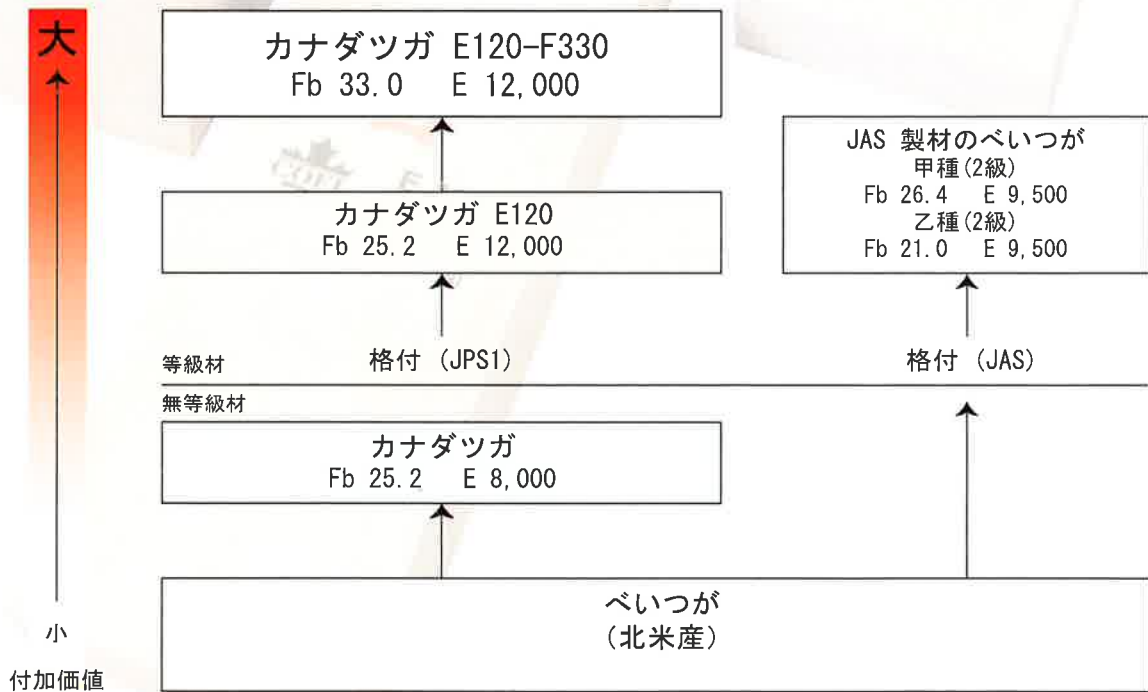 大
カナダツガ E120-F330
Fb 33.0 E 12,000
JAS 製材のべいつが
甲種(2級)
Fb 26.4 E 9,500
乙種(2級)
Fb 21.0 E 9,500
カナダツガ E120
Fb 25.2 E 12,000
等級材
格付 (JPS1)
格付 (JAS)
無等級材
カナダツガ
Fb 25.2 E 8,000
べいつが
(北米産)
小
付加価値